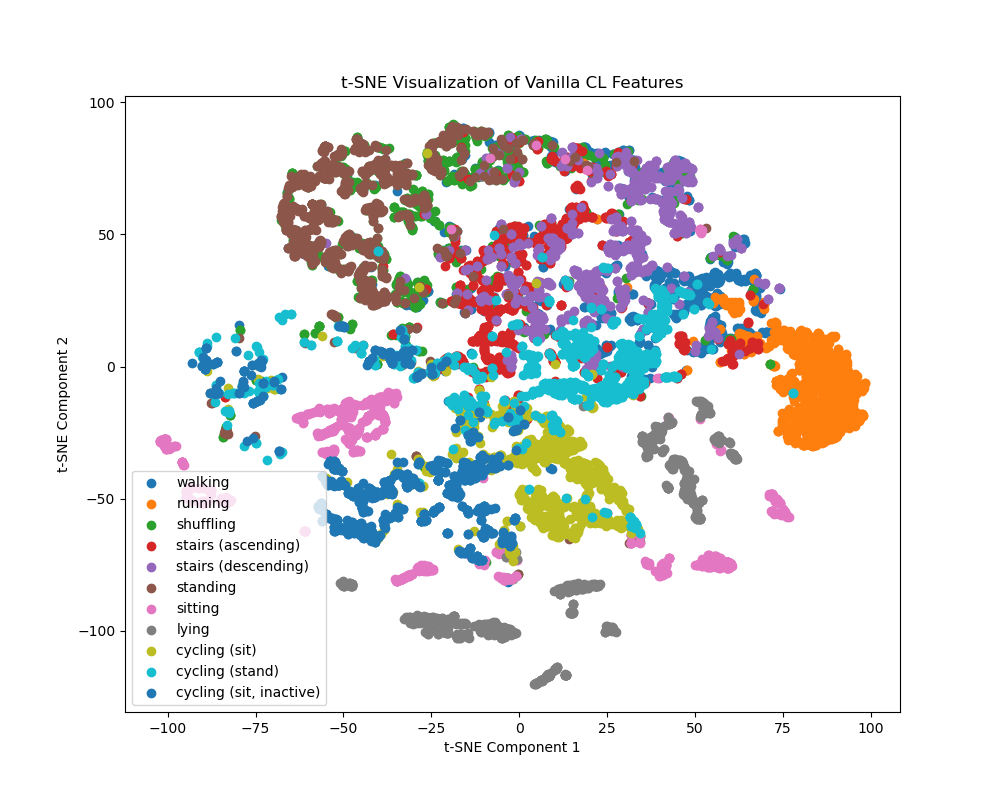 t-SNE Visualization of Vanilla CL Features
100
50
0
−50
−100
t-SNE Component 2
walking
running
shuffling
stairs (ascending)
stairs (descending)
standing
sitting
lying
cycling (sit)
cycling (stand)
cycling (sit, inactive)
−100 −75 −50 −25 0 25 50 75 100
t-SNE Component 1